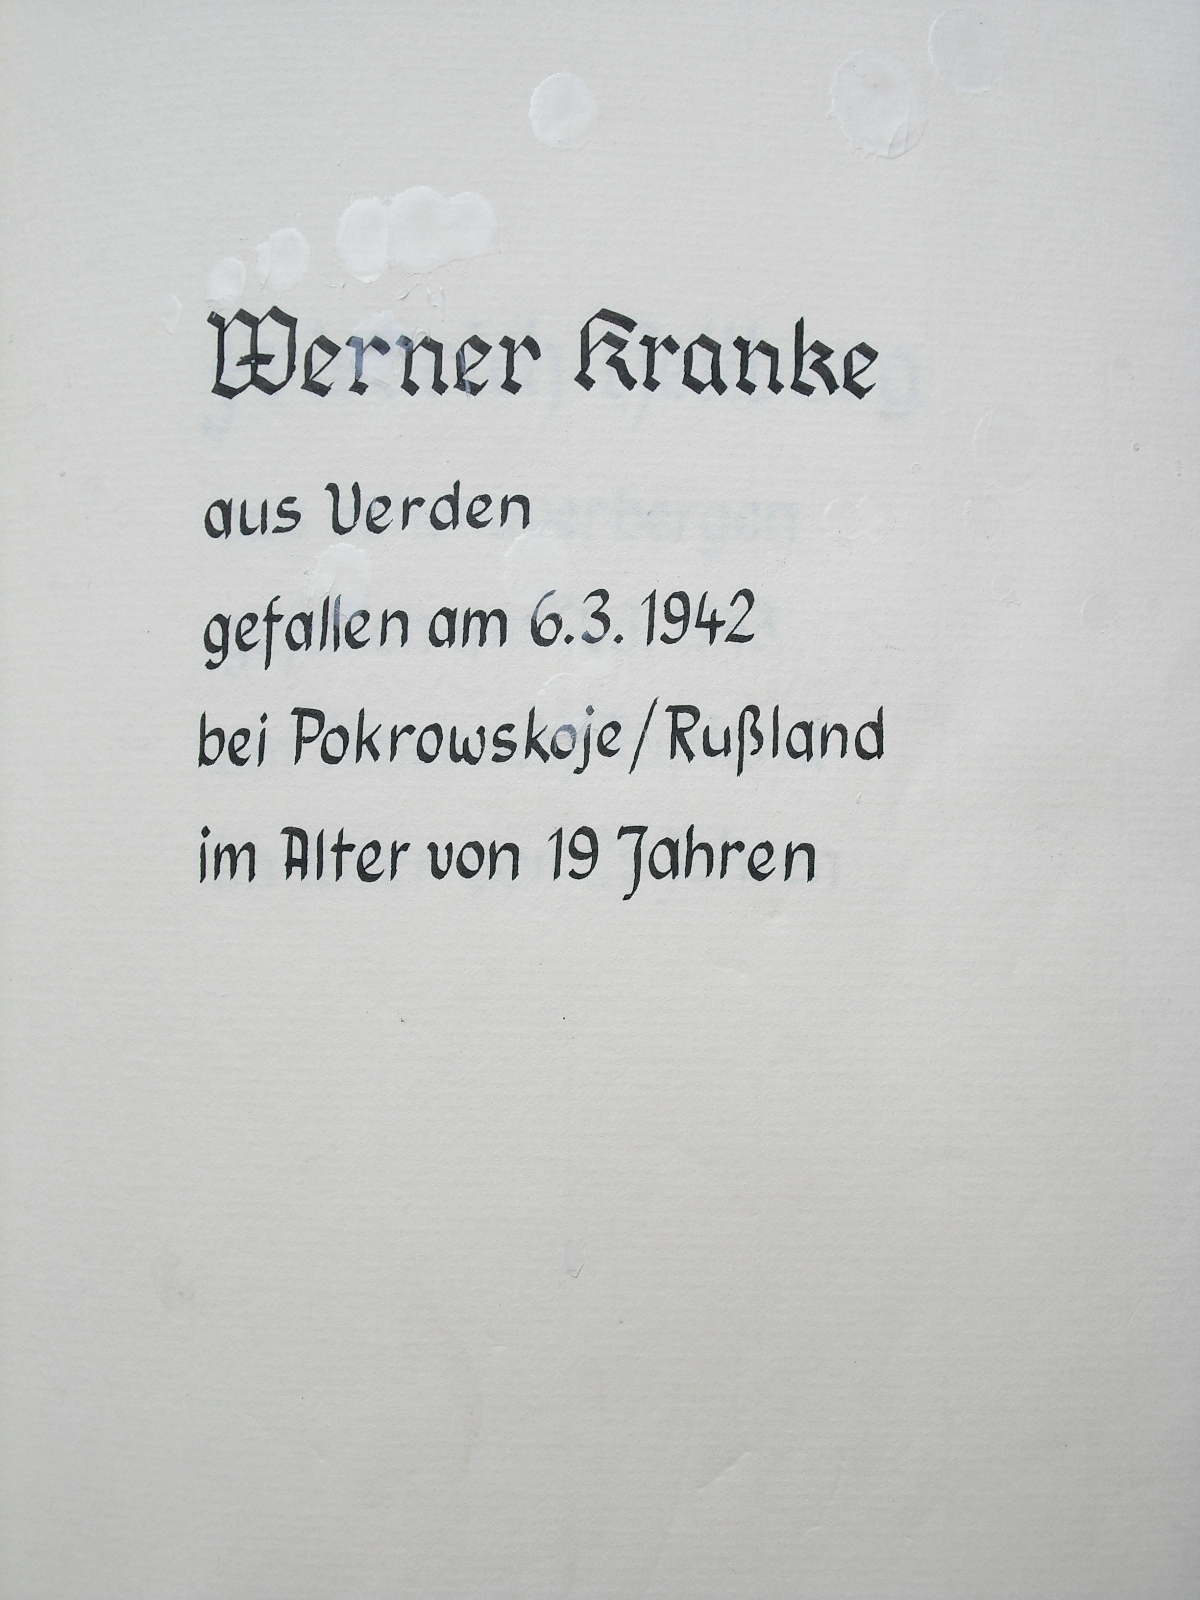 Werner Kranke
aus Verden
gefallen am 6.3. 1942
bei Pokrowskoje/Rußland
im Alter von 19 Jahren